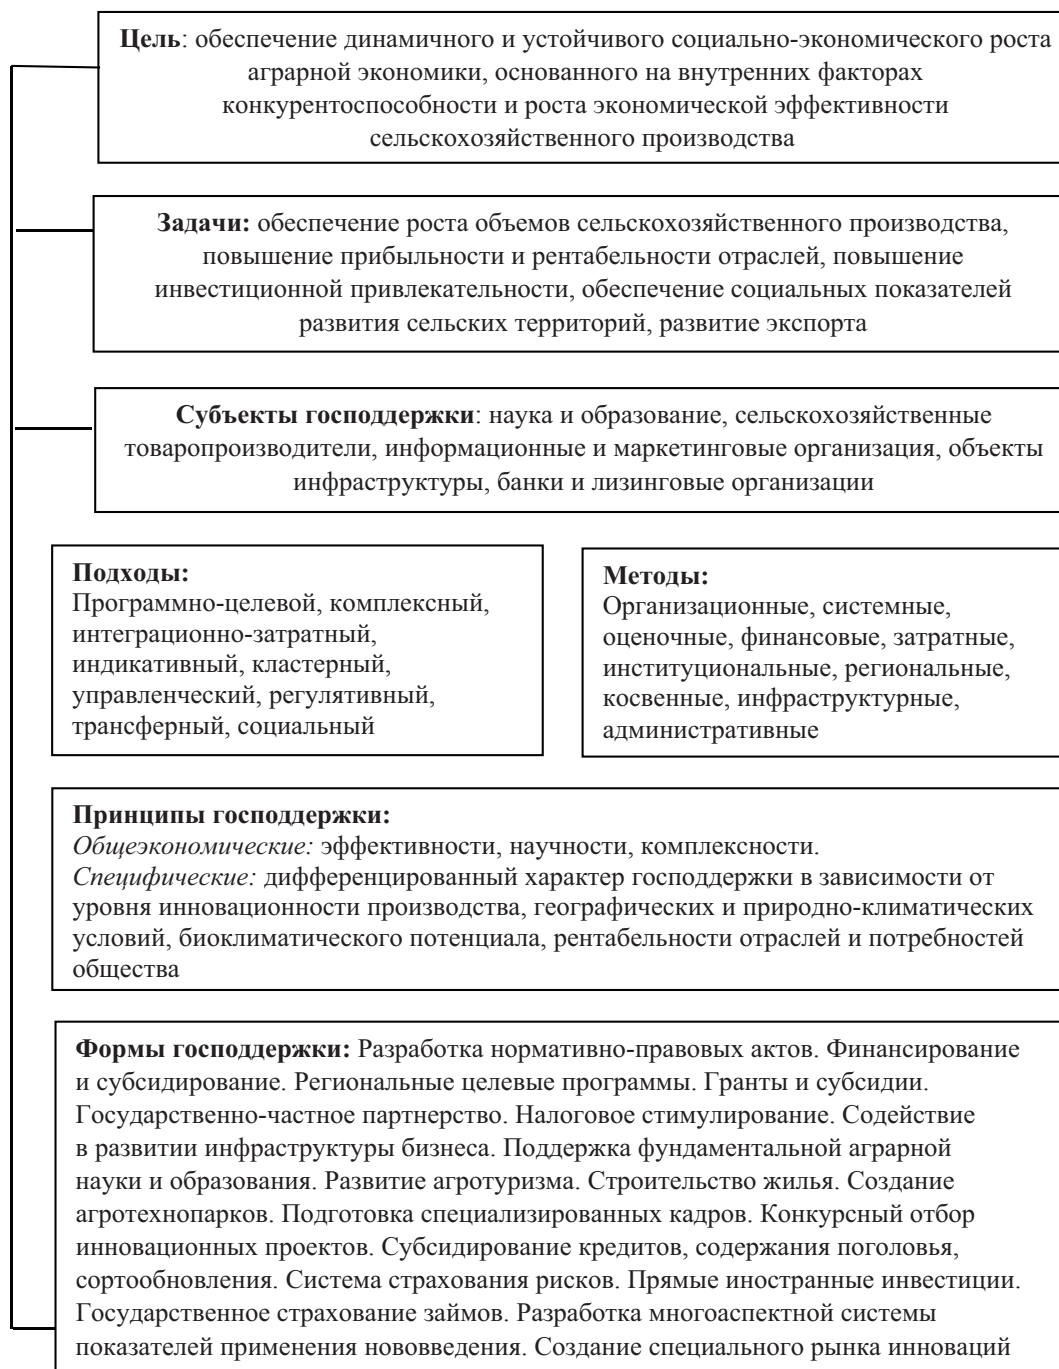 Цель: обеспечение динамичного и устойчивого социально-экономического роста
аграрной экономики, основанного на внутренних факторах
конкурентоспособности и роста экономической эффективности
сельскохозяйственного производства
Задачи: обеспечение роста объемов сельскохозяйственного производства,
повышение прибыльности и рентабельности отраслей, повышение
инвестиционной привлекательности, обеспечение социальных показателей
развития сельских территорий, развитие экспорта
Субъекты господдержки: наука и образование, сельскохозяйственные
товаропроизводители, информационные и маркетинговые организация, объекты
инфраструктуры, банки и лизинговые организации
Подходы:
Программно-целевой, комплексный,
интеграционно-затратный,
индикативный, кластерный,
управленческий, регулятивный,
трансферный, социальный
Методы:
Организационные, системные,
оценочные, финансовые, затратные,
институциональные, региональные,
косвенные, инфраструктурные,
административные
Принципы господдержки:
Общеэкономические: эффективности, научности, комплексности.
Специфические: дифференцированный характер господдержки в зависимости от
уровня инновационности производства, географических и природно-климатических
условий, биоклиматического потенциала, рентабельности отраслей и потребностей
общества
Формы господдержки: Разработка нормативно-правовых актов. Финансирование
и субсидирование. Региональные целевые программы. Гранты и субсидии.
Государственно-частное партнерство. Налоговое стимулирование. Содействие
в развитии инфраструктуры бизнеса. Поддержка фундаментальной аграрной
науки и образования. Развитие агротуризма. Строительство жилья. Создание
агротехнопарков. Подготовка специализированных кадров. Конкурсный отбор
инновационных проектов. Субсидирование кредитов, содержания поголовья,
сортообновления. Система страхования рисков. Прямые иностранные инвестиции.
Государственное страхование займов. Разработка многоаспектной системы
показателей применения нововведения. Создание специального рынка инноваций